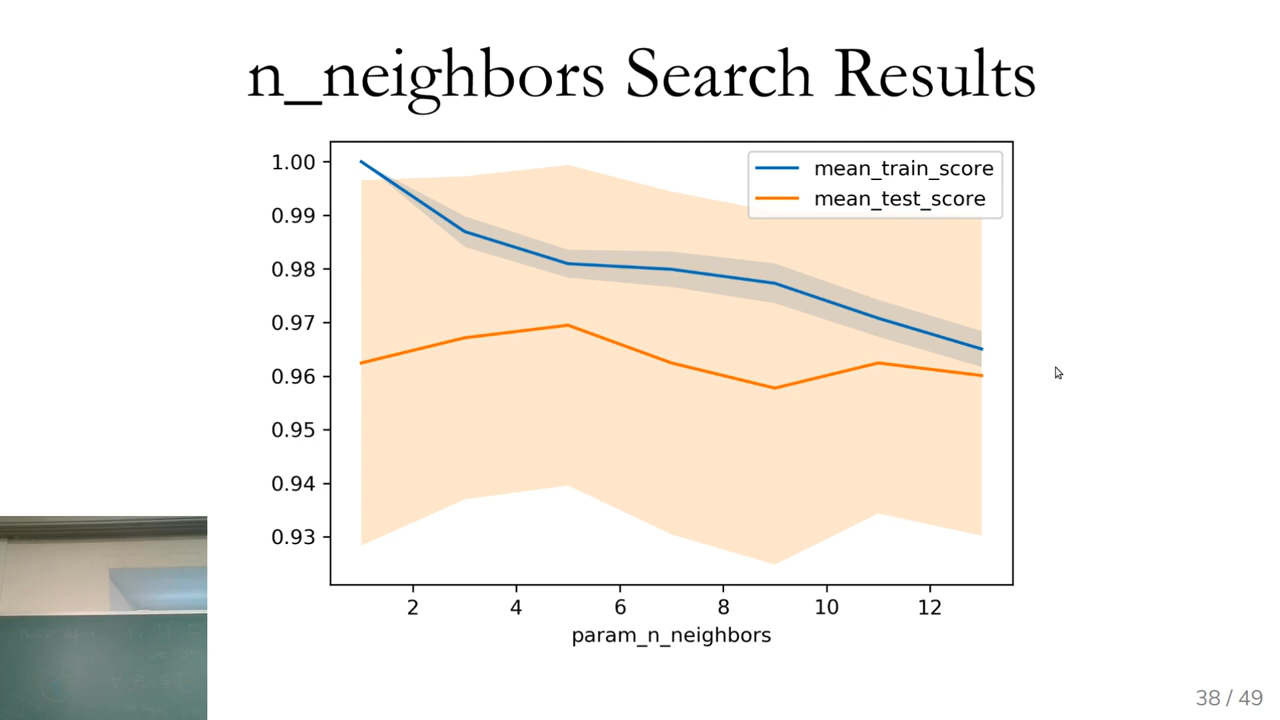 n_neighbors Search Results
mean_train_score
mean_test_score
1.00
0.99
0.98
0.97
0.96
0.95
0.94
0.93
2 4 6 8 10 12
param_n_neighbors
38 / 49